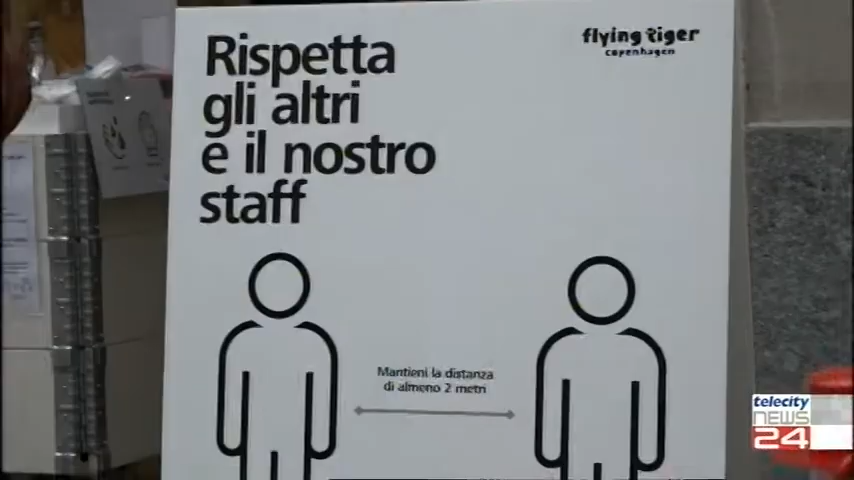 Rispetta
gli altri
e il nostro
staff
flying tiger
copenhagen
Mantieni la distanza
di almeno 2 metri
telecity
NEWS
24